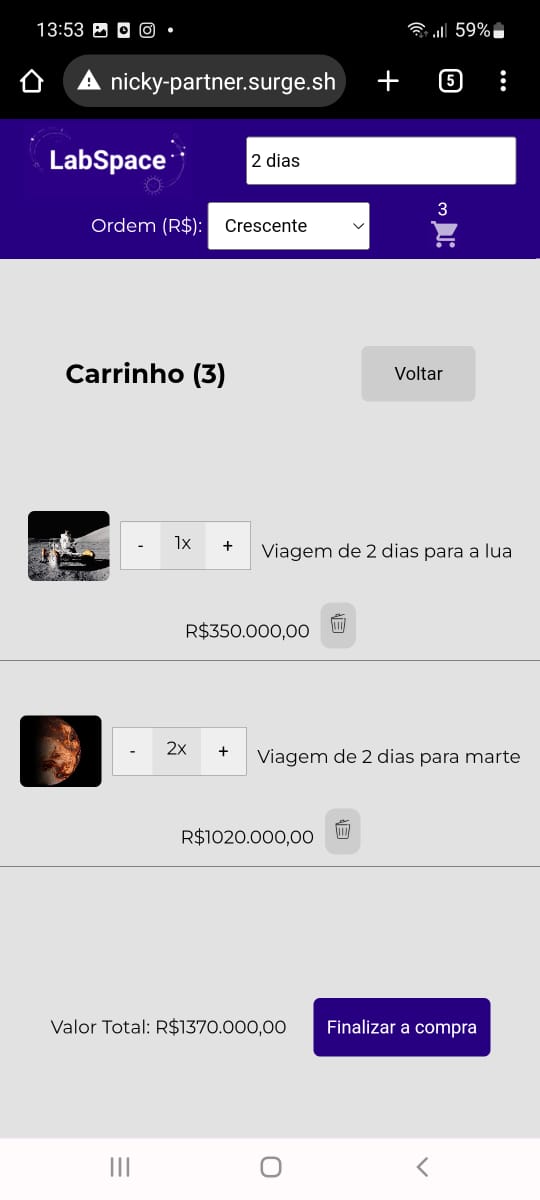 13:53 59%
nicky-partner.surge.sh + 5
LabSpace 2 dias
Ordem (R$): Crescente 3
Carrinho (3) Voltar
- 1x + Viagem de 2 dias para a lua
R$350.000,00
- 2x + Viagem de 2 dias para marte
R$1020.000,00
Valor Total: R$1370.000,00 Finalizar a compra